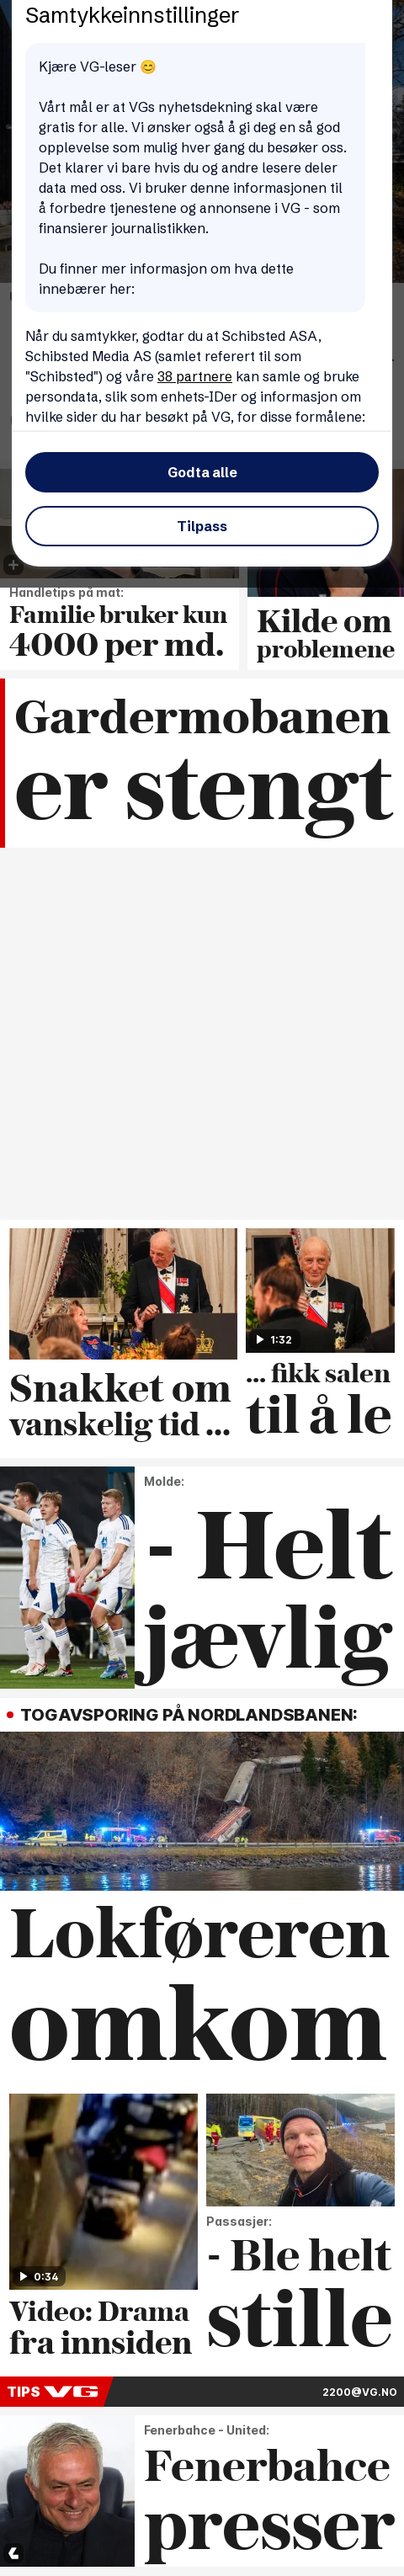 Samtykkeinnstillinger
Kjære VG-leser 😊
Vårt mål er at VGs nyhetsdekning skal være
gratis for alle. Vi ønsker også å gi deg en så god
opplevelse som mulig hver gang du besøker oss.
Det klarer vi bare hvis du og andre lesere deler
data med oss. Vi bruker denne informasjonen til
å forbedre tjenestene og annonsene i VG - som
finansierer journalistikken.
Du finner mer informasjon om hva dette
innebærer her:
Når du samtykker, godtar du at Schibsted ASA,
Schibsted Media AS (samlet referert til som
"Schibsted") og våre 38 partnere kan samle og bruke
persondata, slik som enhets-IDer og informasjon om
hvilke sider du har besøkt på VG, for disse formålene:
Godta alle
Tilpass
Handletips på mat:
Familie bruker kun
4000 per md.
Kilde om
problemene
Gardermobanen
er stengt
Snakket om
vanskelig tid ...
1:32
... fikk salen
til å le
Molde:
- Helt
jævlig
TOGAVSPORING PÅ NORDLANDSBANEN:
Lokføreren
omkom
0:34
Video: Drama
fra innsiden
Passasjer:
- Ble helt
stille
TIPS VG
2200@VG.NO
Fenerbahce - United:
Fenerbahce
presser